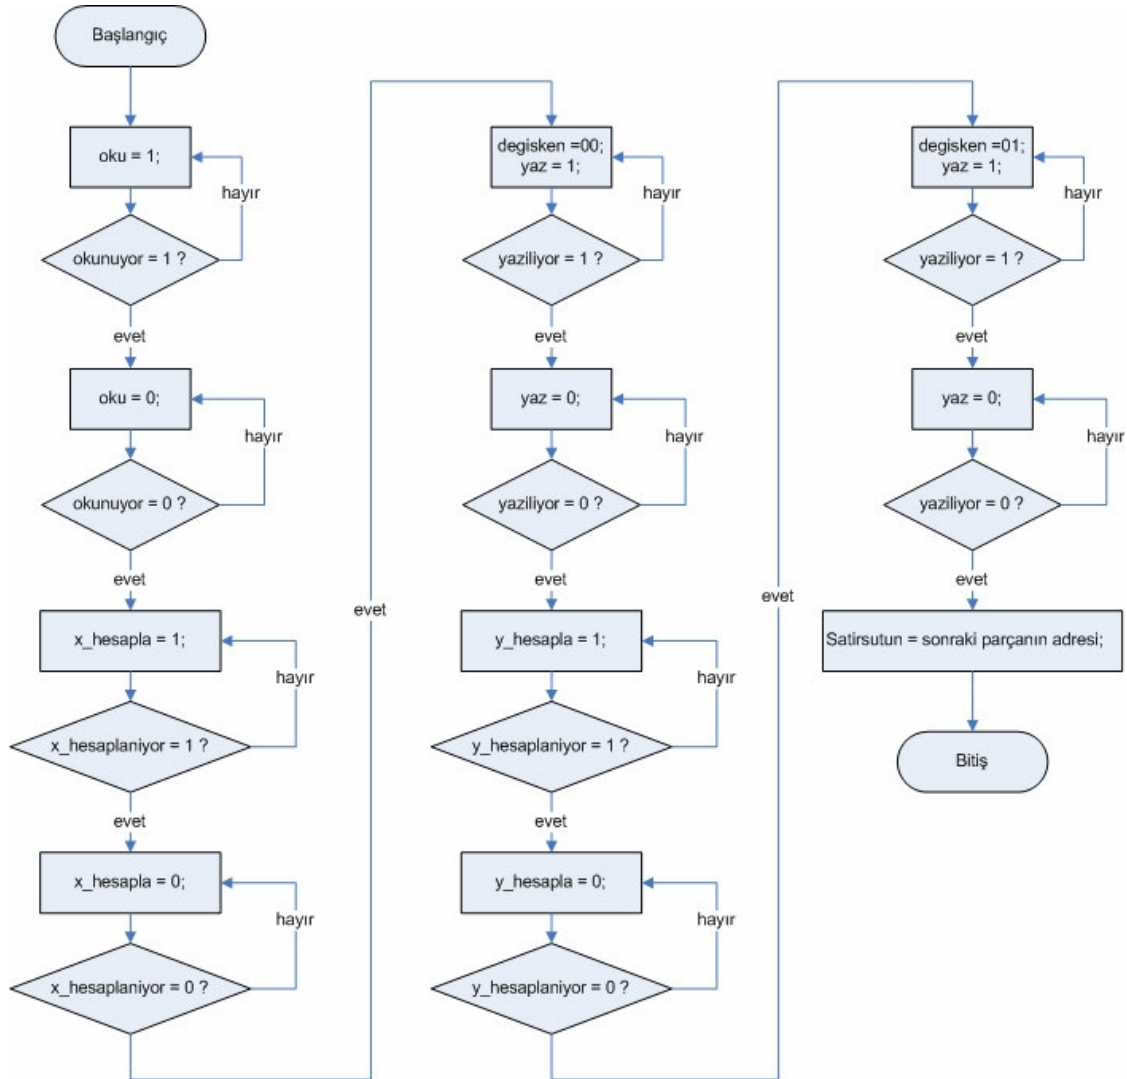 Başlangıç
oku = 1;
hayır
okunuyor = 1 ?
evet
oku = 0;
hayır
okunuyor = 0 ?
evet
x_hesapla = 1;
hayır
x_hesaplaniyor = 1 ?
evet
x_hesapla = 0;
hayır
x_hesaplaniyor = 0 ?
evet
degisken =00;
yaz = 1;
hayır
yaziliyor = 1 ?
evet
yaz = 0;
hayır
yaziliyor = 0 ?
evet
y_hesapla = 1;
hayır
y_hesaplaniyor = 1 ?
evet
y_hesapla = 0;
hayır
y_hesaplaniyor = 0 ?
evet
degisken =01;
yaz = 1;
hayır
yaziliyor = 1 ?
evet
yaz = 0;
hayır
yaziliyor = 0 ?
evet
Satirsutun = sonraki parçanın adresi;
Bitiş